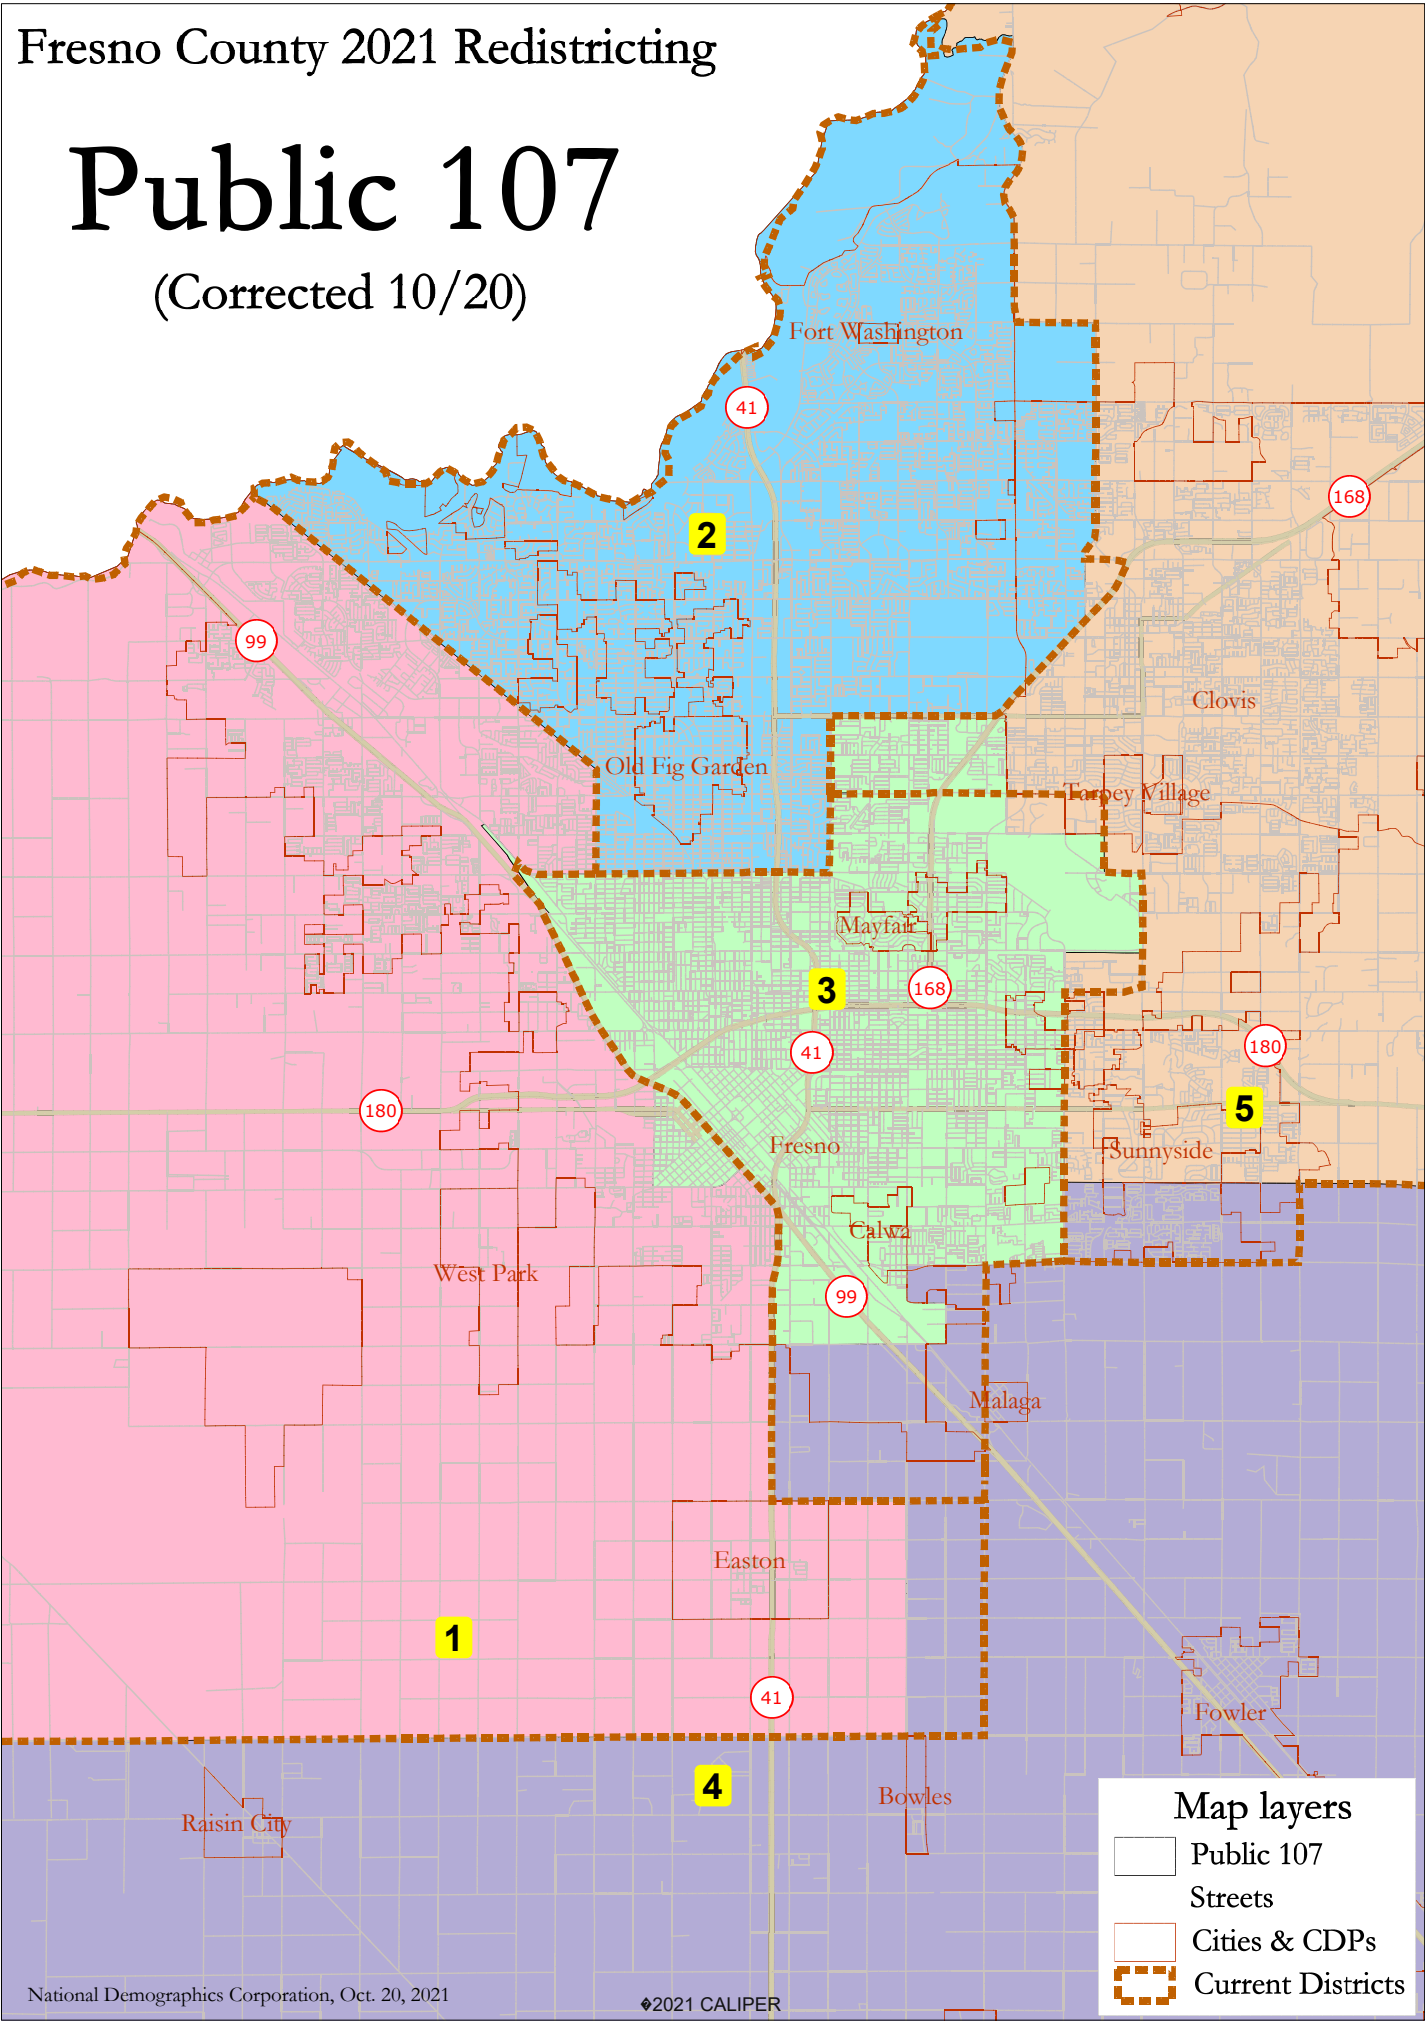 Fresno County 2021 Redistricting
Public 107
(Corrected 10/20)
Fort Washington
41
168
2
99
Clovis
Old Fig Garden
Tarpey Village
Mayfair
3
168
41
180
180
5
Fresno
Sunnyside
Calwa
West Park
99
Malaga
Easton
1
41
Fowler
4
Bowles
Raisin City
Map layers
Public 107
Streets
Cities & CDPs
Current Districts
National Demographics Corporation, Oct. 20, 2021
�2021 CALIPER